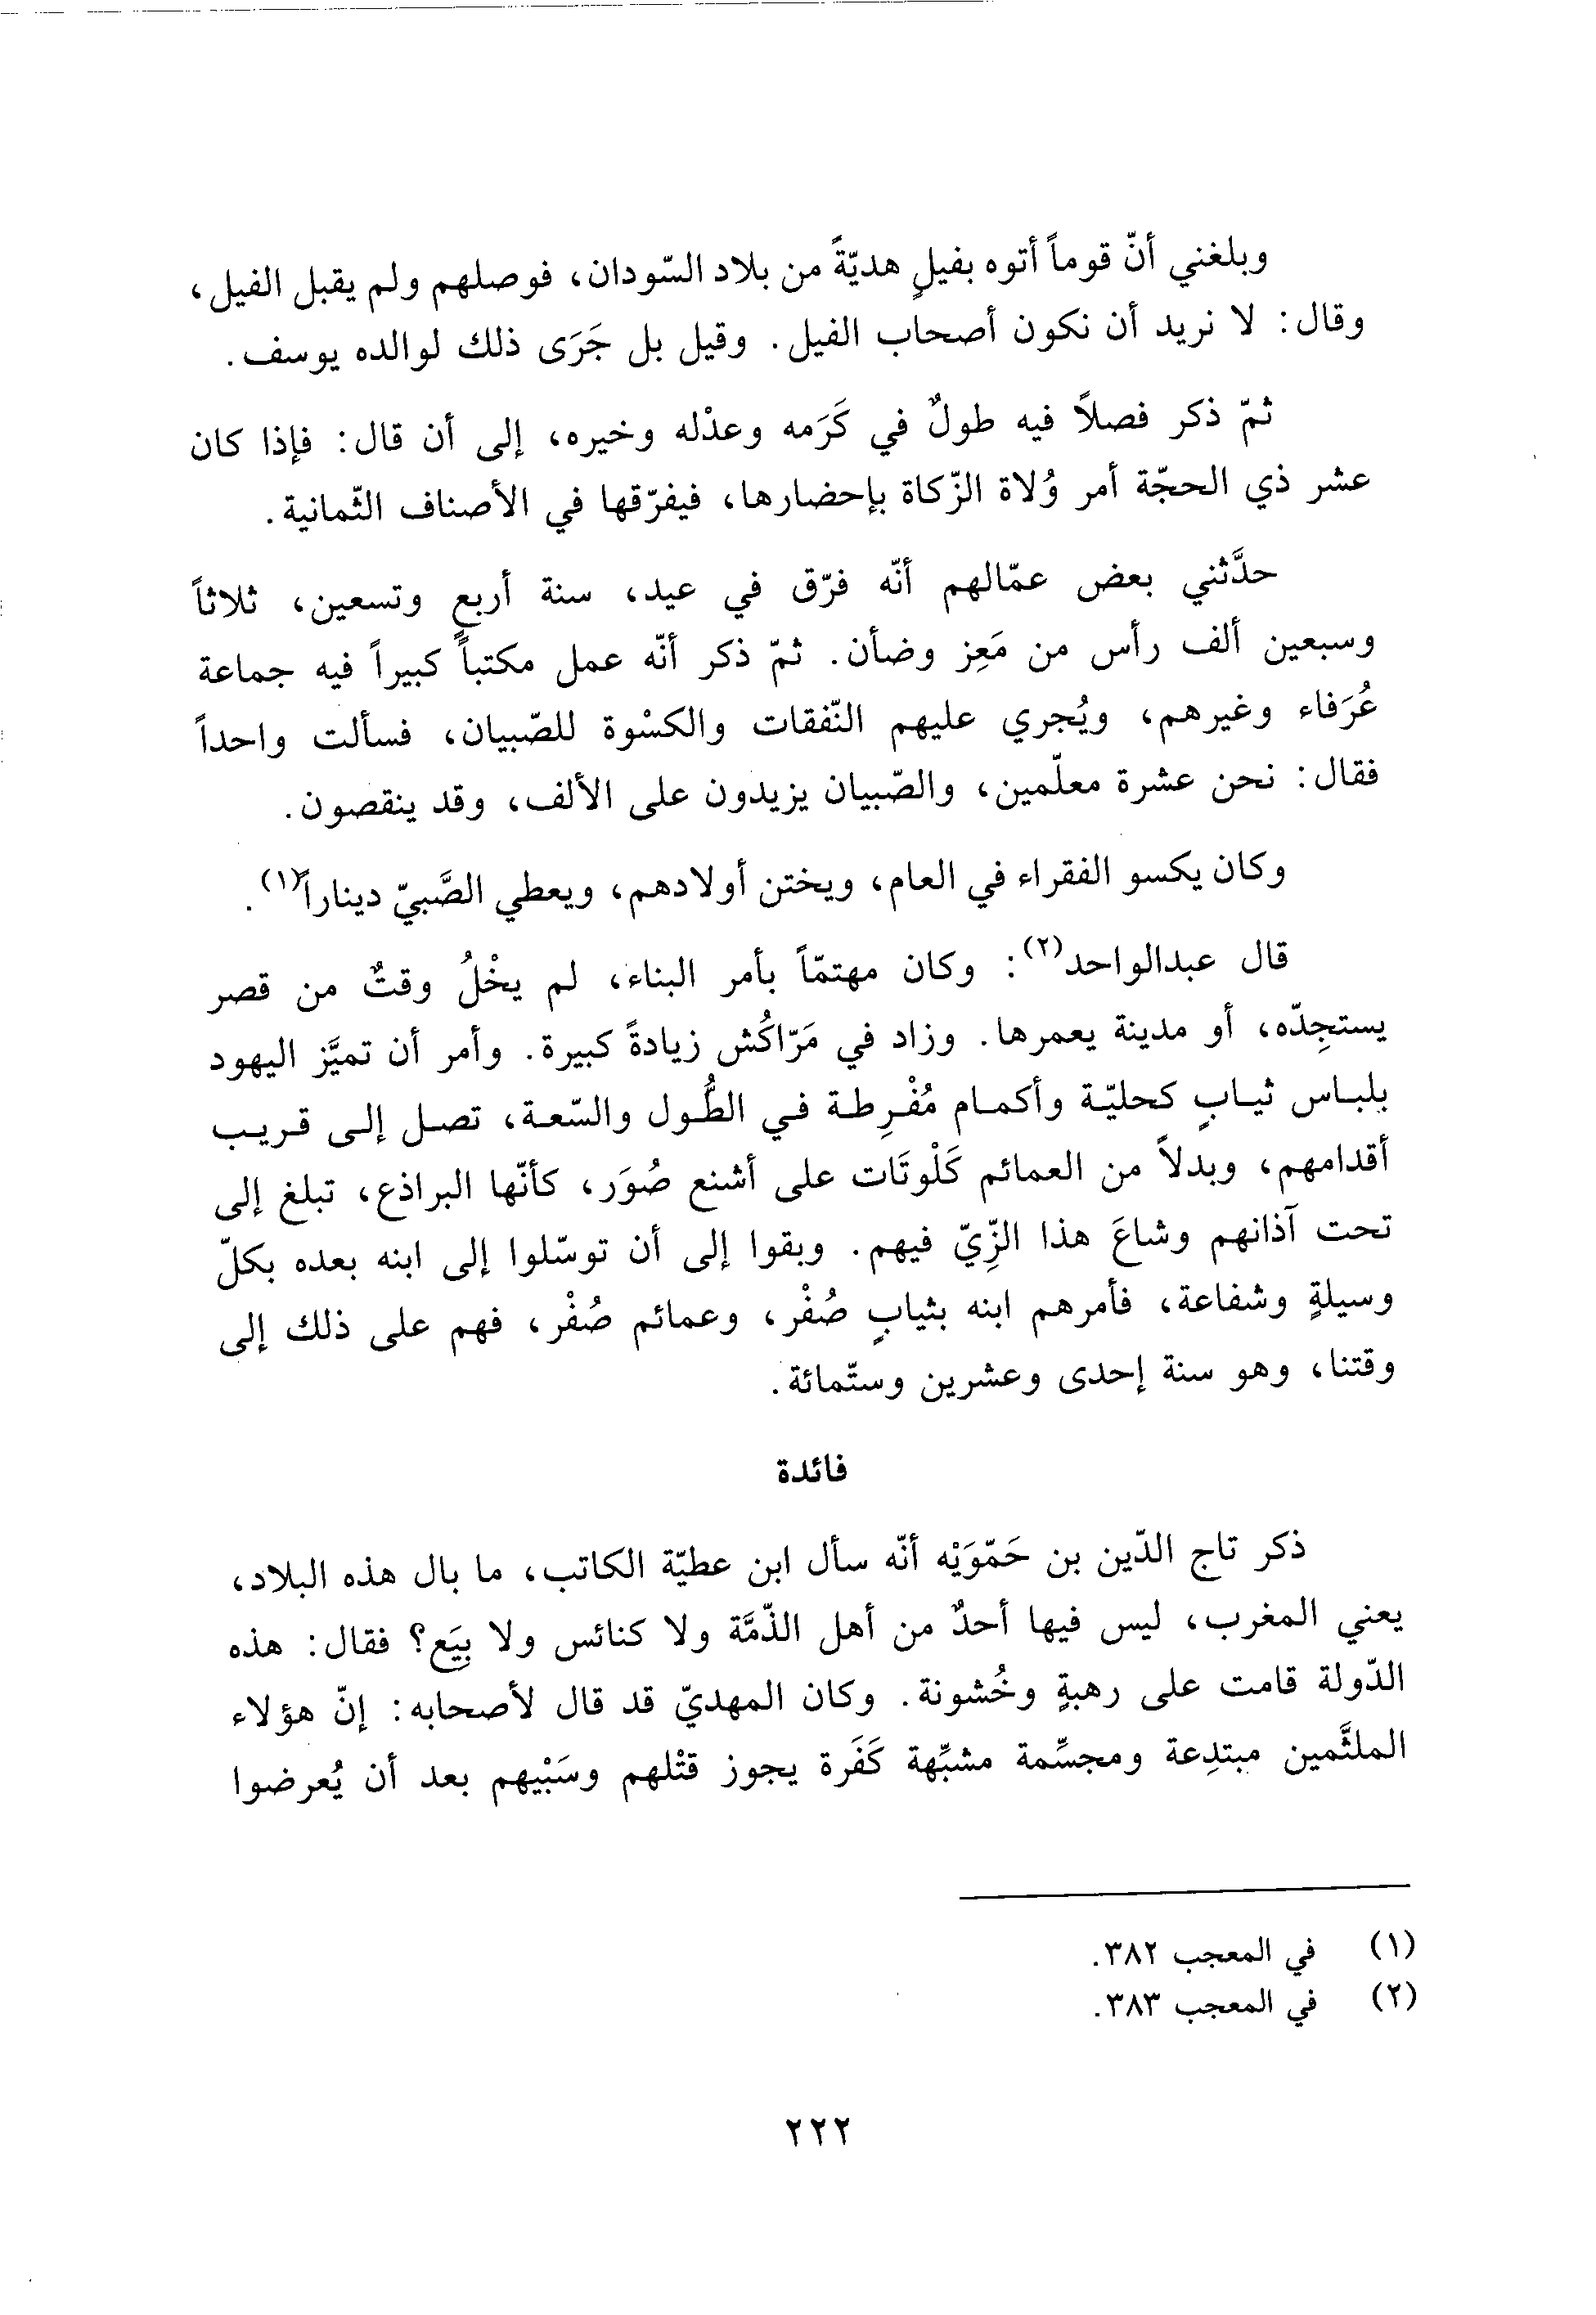 وبلغني أنّ قوماً أتوه بفيلٍ هديّةً من بلاد السّودان، فوصلهم ولم يقبل الفيل،
وقال: لا نريد أن نكون أصحاب الفيل. وقيل بل جَرَى ذلك لوالده يوسف.
ثمّ ذكر فصلاً فيه طولٌ في كَرَمه وعدْله وخيره، إلى أن قال: فإذا كان
عشر ذي الحجّة أمر وُلاة الزّكاة بإحضارها، فيفرّقها في الأصناف الثّمانية.
حدَّثني بعض عمّالهم أنّه فرّق في عيد، سنة أربعٍ وتسعين، ثلاثاً
وسبعين ألف رأس من مَعِز وضأن. ثمّ ذكر أنّه عمل مكتباً كبيراً فيه جماعة
عُرَفاء وغيرهم، ويُجري عليهم النّفقات والكسْوة للصّبيان، فسألت واحداً
فقال: نحن عشرة معلّمين، والصّبيان يزيدون على الألف، وقد ينقصون.
وكان يكسو الفقراء في العام، ويختن أولادهم، ويعطي الصَّبيّ ديناراً(١).
قال عبدالواحد(٢): وكان مهتمّاً بأمر البناء، لم يخْلُ وقتٌ من قصر
يستجِدّه، أو مدينة يعمرها. وزاد في مَرّاكُش زيادةً كبيرة. وأمر أن تميَّز اليهود
بلباس ثيابٍ كحليّة وأكمام مُفْرِطة في الطُّول والسّعة، تصل إلى قريب
أقدامهم، وبدلاً من العمائم كَلْوتَات على أشنع صُوَر، كأنّها البراذع، تبلغ إلى
تحت آذانهم وشاعَ هذا الزِّيّ فيهم. وبقوا إلى أن توسّلوا إلى ابنه بعده بكلّ
وسيلةٍ وشفاعة، فأمرهم ابنه بثيابٍ صُفْر، وعمائم صُفْر، فهم على ذلك إلى
وقتنا، وهو سنة إحدى وعشرين وستّمائة.
فائدة
ذكر تاج الدّين بن حَمّوَيْه أنّه سأل ابن عطيّة الكاتب، ما بال هذه البلاد،
يعني المغرب، ليس فيها أحدٌ من أهل الذّمَّة ولا كنائس ولا بِيَع؟ فقال: هذه
الدّولة قامت على رهبةٍ وخُشونة. وكان المهديّ قد قال لأصحابه: إنّ هؤلاء
الملثَّمين مبتدِعة ومجسِّمة مشبِّهة كَفَرة يجوز قتْلهم وسَبْيهم بعد أن يُعرضوا
(١) في المعجب ٣٨٢.
(٢) في المعجب ٣٨٣.
٢٢٢